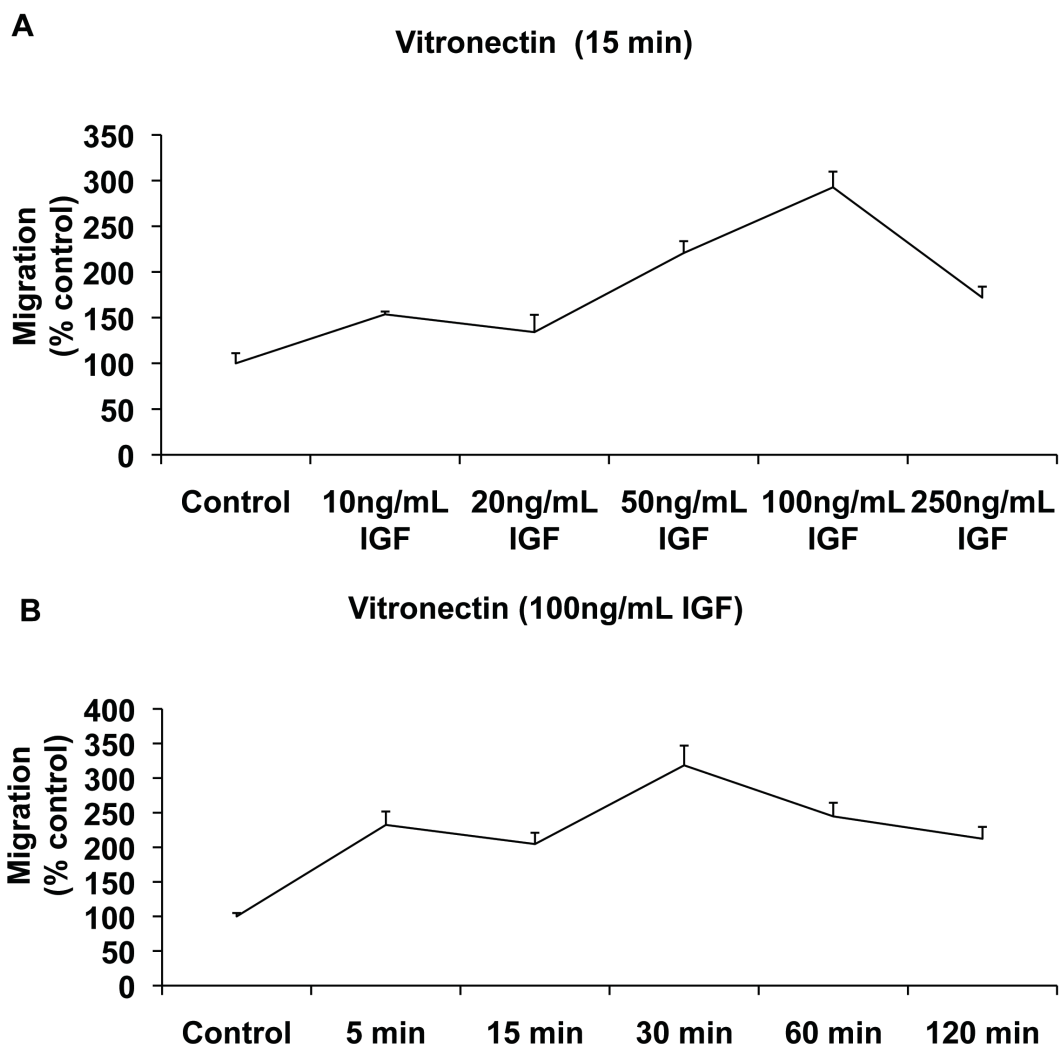 A
Vitronectin (15 min)
Migration
(% control)
350
300
250
200
150
100
50
0
Control 10ng/mL 20ng/mL 50ng/mL 100ng/mL 250ng/mL
IGF IGF IGF IGF IGF
B
Vitronectin (100ng/mL IGF)
Migration
(% control)
400
350
300
250
200
150
100
50
0
Control 5 min 15 min 30 min 60 min 120 min